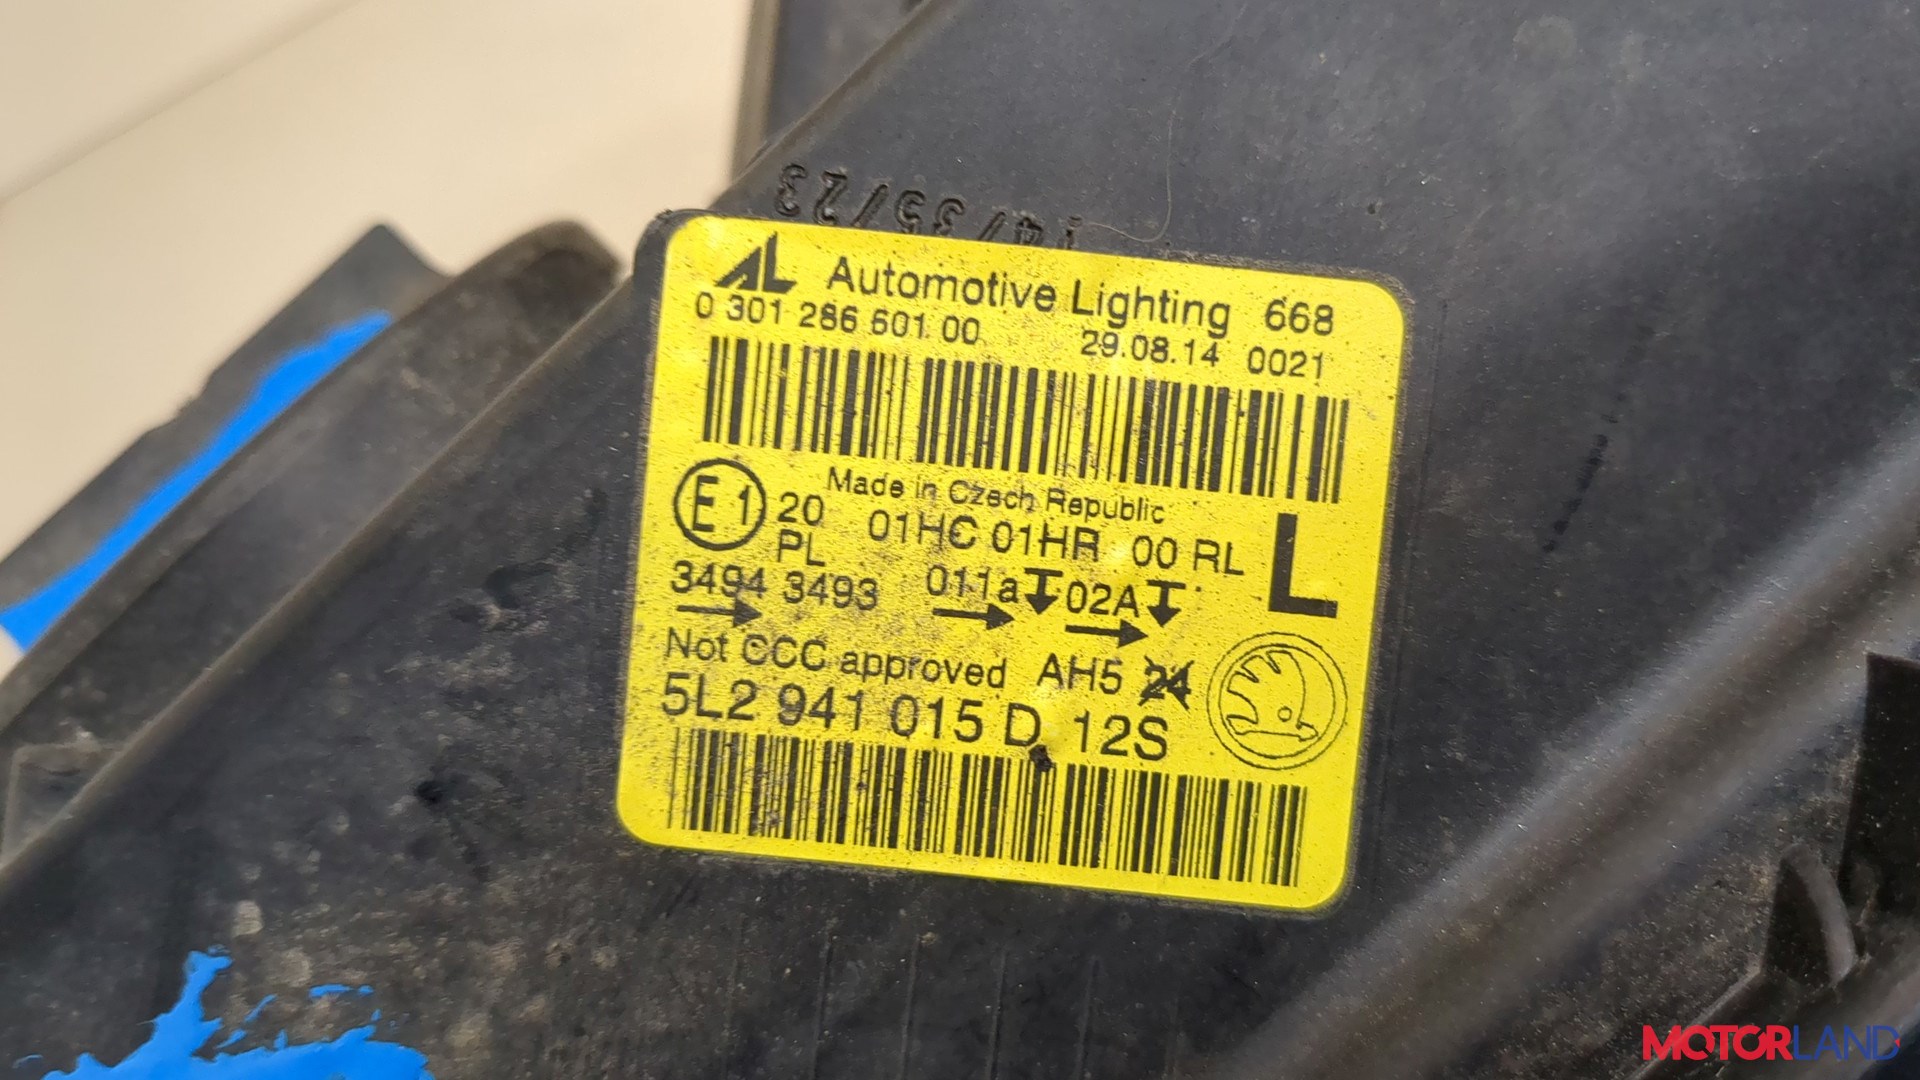 14/35/23
AL Automotive Lighting 668
0 301 286 601 00 29.08.14 0021
Made in Czech Republic
E1 20 01HC 01HR 00 RL L
PL
3494 3493 011a 02A
Not CCC approved AH5 24
5L2 941 015 D 12S
MOTORLAND